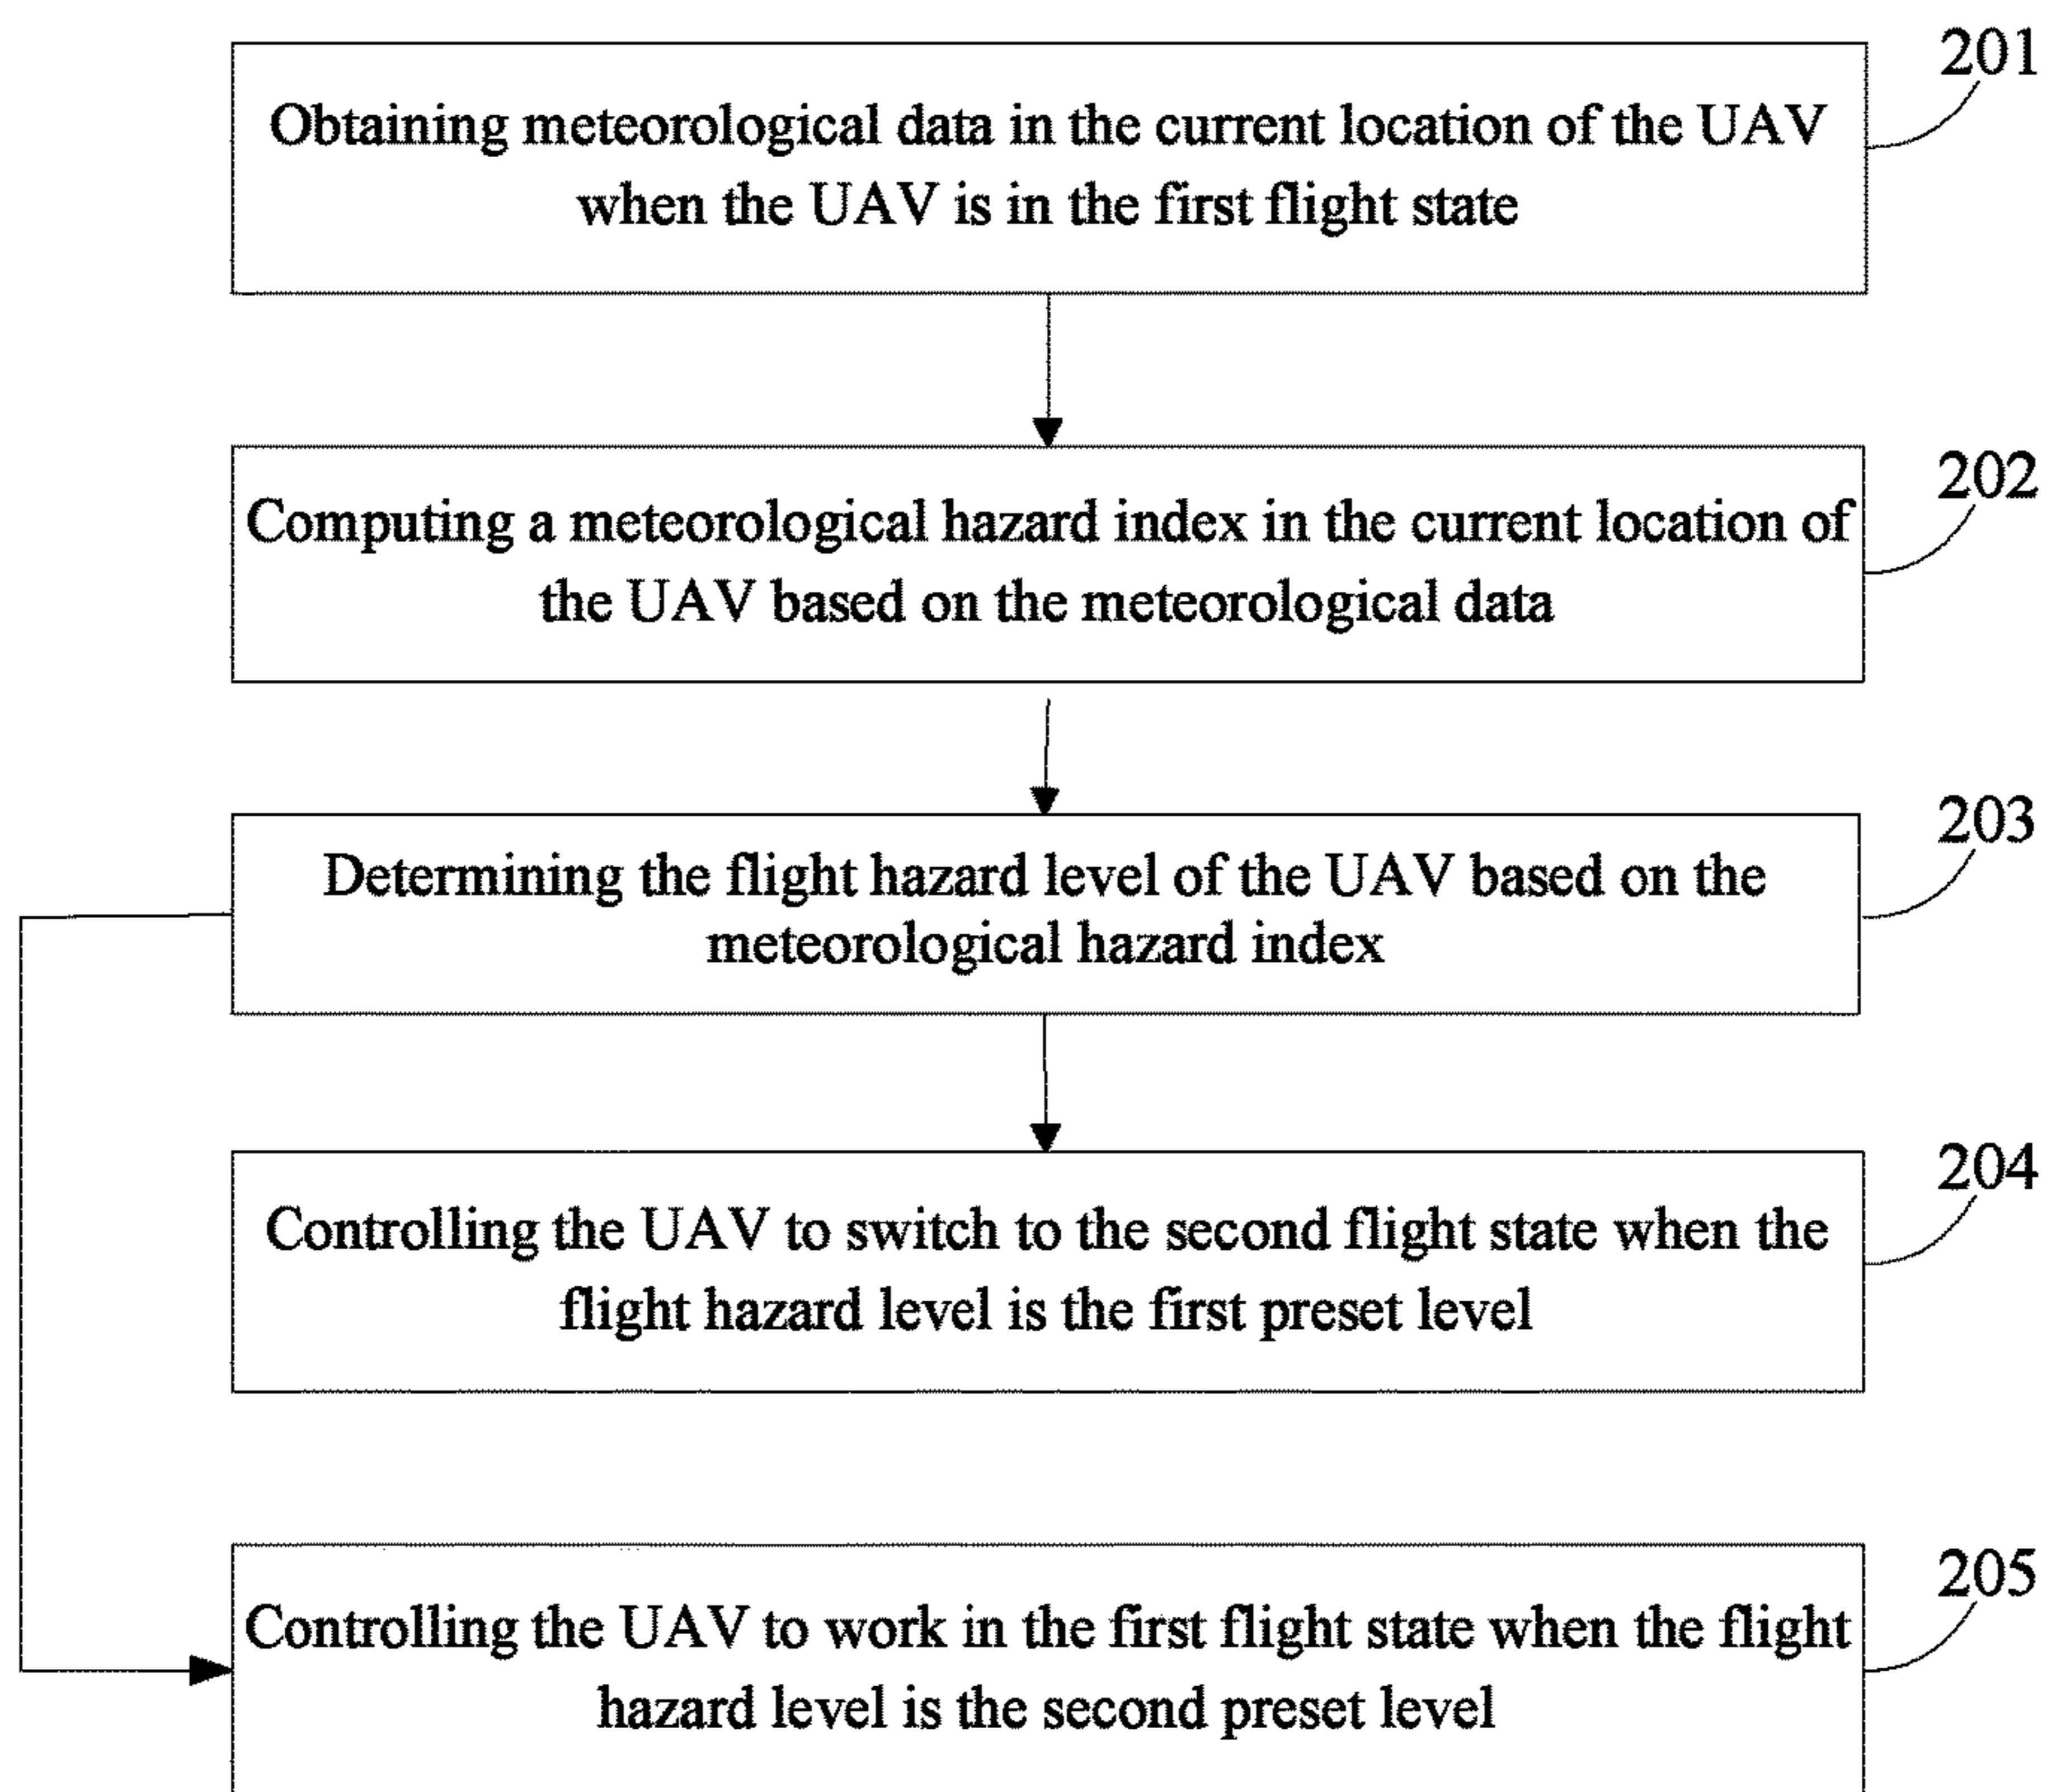 201
Obtaining meteorological data in the current location of the UAV
when the UAV is in the first flight state
202
Computing a meteorological hazard index in the current location of
the UAV based on the meteorological data
203
Determining the flight hazard level of the UAV based on the
meteorological hazard index
204
Controlling the UAV to switch to the second flight state when the
flight hazard level is the first preset level
205
Controlling the UAV to work in the first flight state when the flight
hazard level is the second preset level